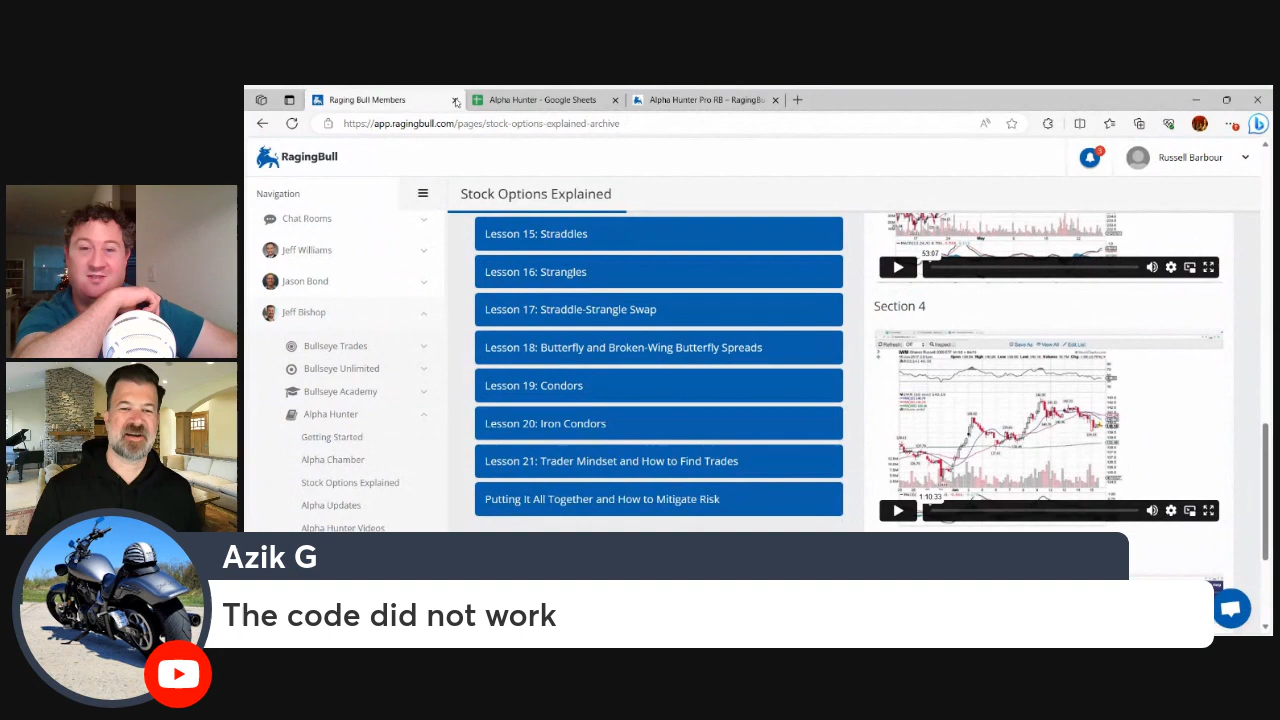 Raging Bull Members
Alpha Hunter - Google Sheets
Alpha Hunter Pro RB – RagingBu
https://app.ragingbull.com/pages/stock-options-explained-archive
RagingBull
3
Russell Barbour
Navigation
Stock Options Explained
Chat Rooms
Jeff Williams
Jason Bond
Jeff Bishop
Bullseye Trades
Bullseye Unlimited
Bullseye Academy
Alpha Hunter
Getting Started
Alpha Chamber
Stock Options Explained
Alpha Updates
Alpha Hunter Videos
Lesson 15: Straddles
Lesson 16: Strangles
Lesson 17: Straddle-Strangle Swap
Lesson 18: Butterfly and Broken-Wing Butterfly Spreads
Lesson 19: Condors
Lesson 20: Iron Condors
Lesson 21: Trader Mindset and How to Find Trades
Putting It All Together and How to Mitigate Risk
53:07
Section 4
1:10:33
Azik G
The code did not work